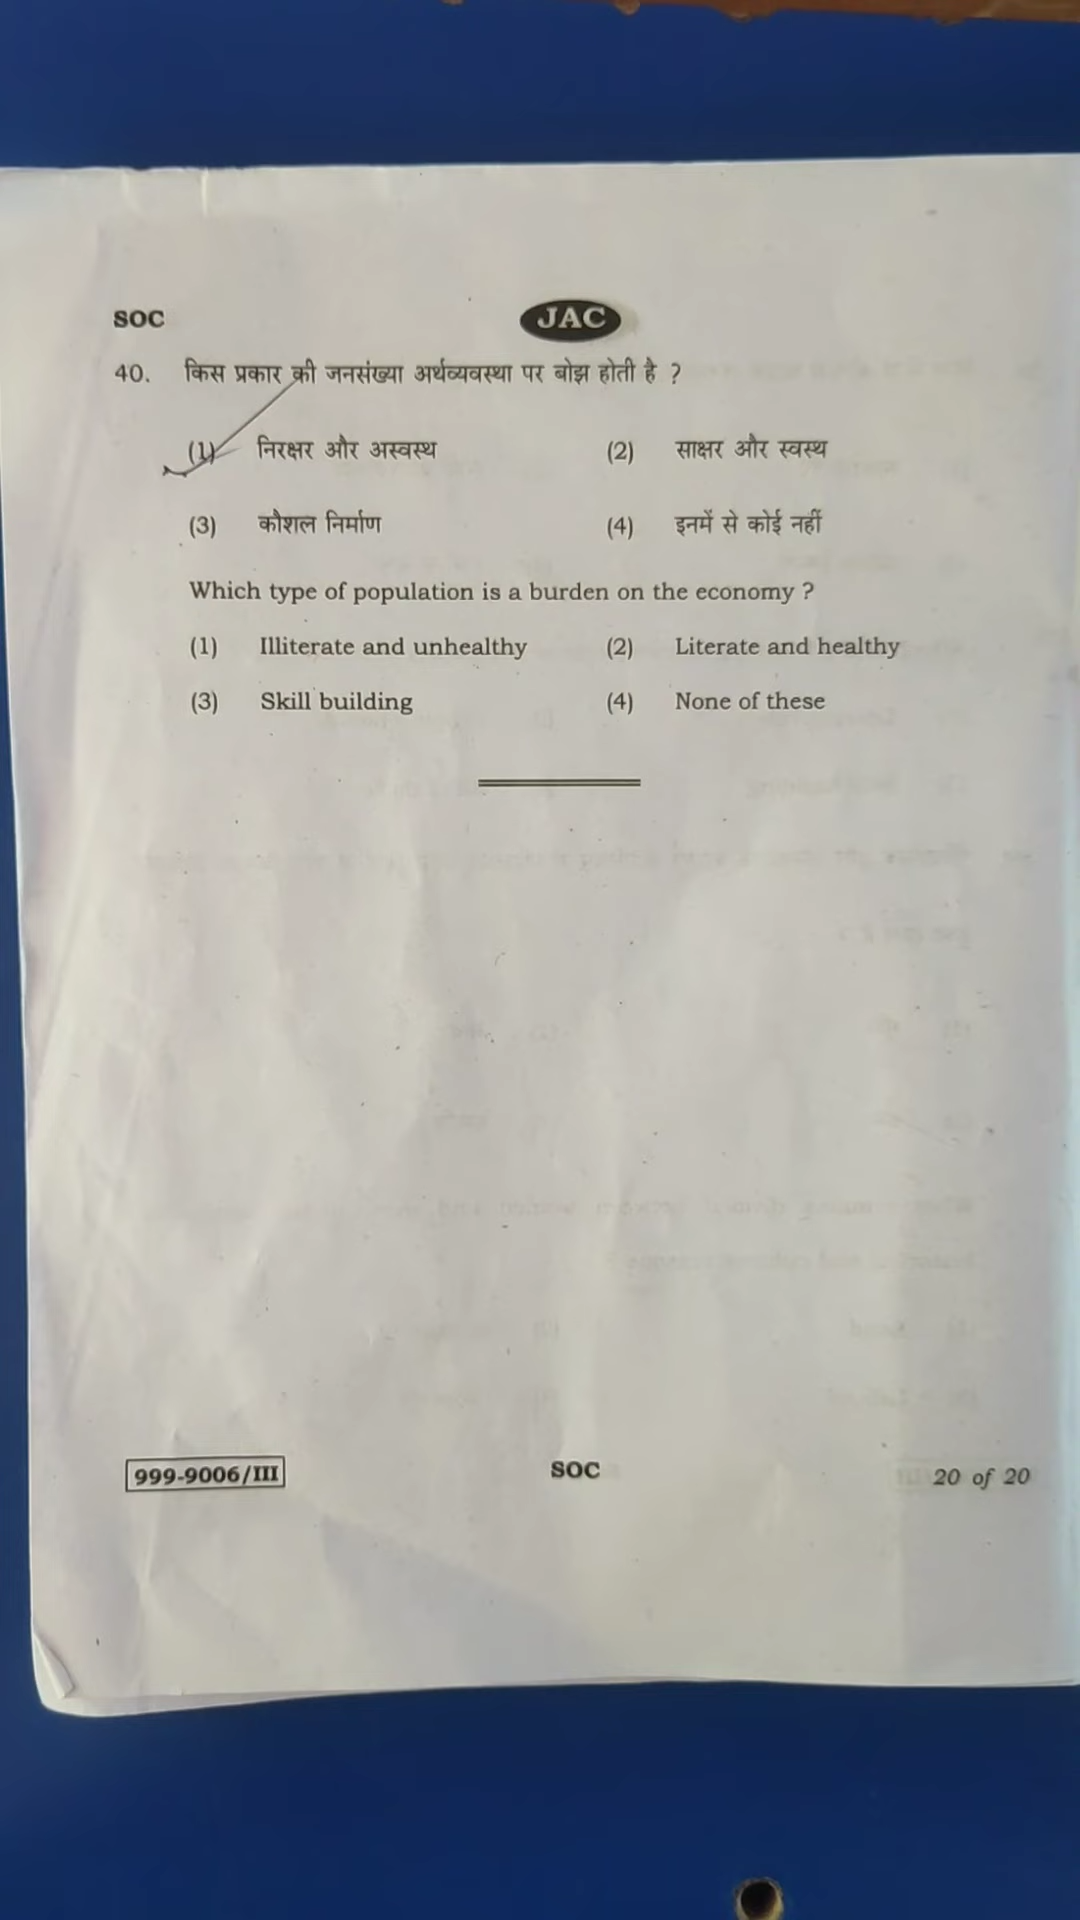 SOC JAC
40. किस प्रकार की जनसंख्या अर्थव्यवस्था पर बोझ होती है ?
(1) निरक्षर और अस्वस्थ (2) साक्षर और स्वस्थ
(3) कौशल निर्माण (4) इनमें से कोई नहीं
Which type of population is a burden on the economy ?
(1) Illiterate and unhealthy (2) Literate and healthy
(3) Skill building (4) None of these
999-9006/III SOC 20 of 20